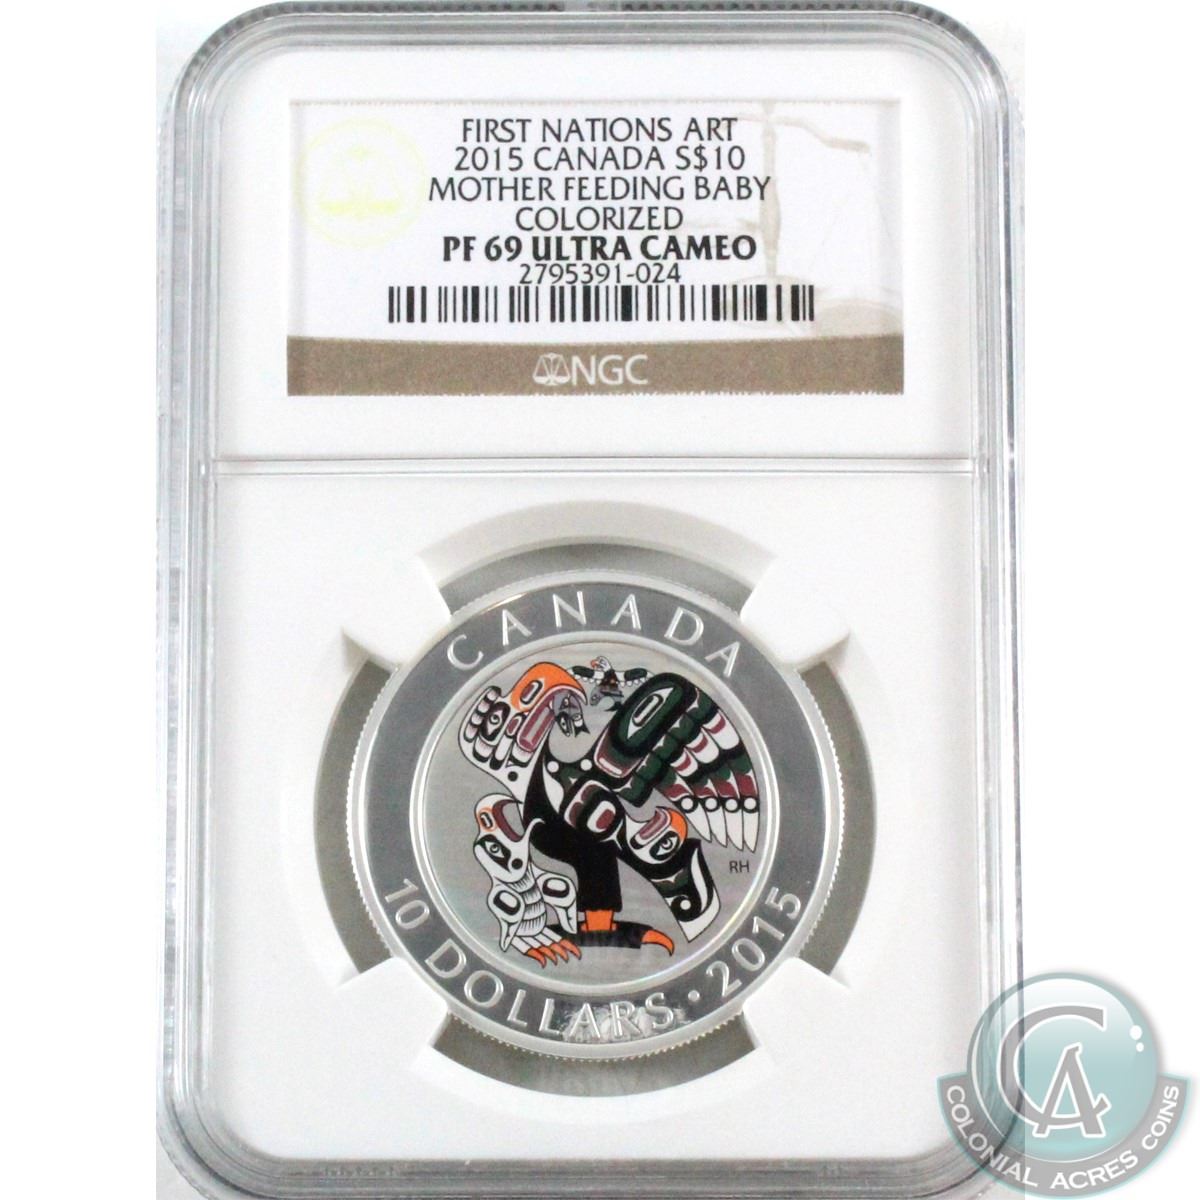 FIRST NATIONS ART
2015 CANADA S$10
MOTHER FEEDING BABY
COLORIZED
PF 69 ULTRA CAMEO
2795391-024
NGC
CANADA
RH
10 DOLLARS • 2015
CA
COLONIAL ACRES COINS